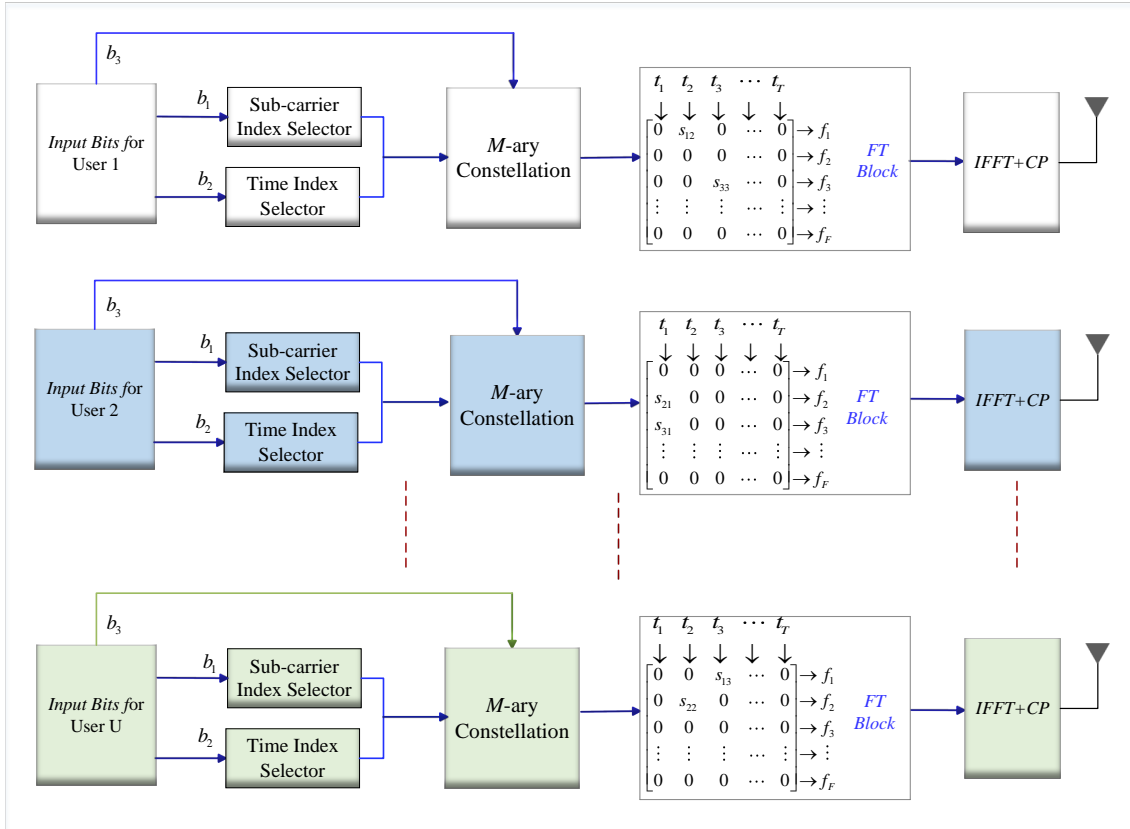 b₃
Input Bits for
User 1
b₁
Sub-carrier
Index Selector
b₂
Time Index
Selector
M-ary
Constellation
t₁ t₂ t₃ ⋯ t_T
↓ ↓ ↓ ↓ ↓
0 s₁₂ 0 ⋯ 0 → f₁
0 0 0 ⋯ 0 → f₂
0 0 s₃₃ ⋯ 0 → f₃
⋮ ⋮ ⋮ ⋯ ⋮ → ⋮
0 0 0 ⋯ 0 → f_F
FT
Block
IFFT+CP
b₃
Input Bits for
User 2
b₁
Sub-carrier
Index Selector
b₂
Time Index
Selector
M-ary
Constellation
t₁ t₂ t₃ ⋯ t_T
↓ ↓ ↓ ↓ ↓
0 0 0 ⋯ 0 → f₁
s₂₁ 0 0 ⋯ 0 → f₂
s₃₁ 0 0 ⋯ 0 → f₃
⋮ ⋮ ⋮ ⋯ ⋮ → ⋮
0 0 0 ⋯ 0 → f_F
FT
Block
IFFT+CP
b₃
Input Bits for
User U
b₁
Sub-carrier
Index Selector
b₂
Time Index
Selector
M-ary
Constellation
t₁ t₂ t₃ ⋯ t_T
↓ ↓ ↓ ↓ ↓
0 0 s₁₃ ⋯ 0 → f₁
0 s₂₂ 0 ⋯ 0 → f₂
0 0 0 ⋯ 0 → f₃
⋮ ⋮ ⋮ ⋯ ⋮ → ⋮
0 0 0 ⋯ 0 → f_F
FT
Block
IFFT+CP